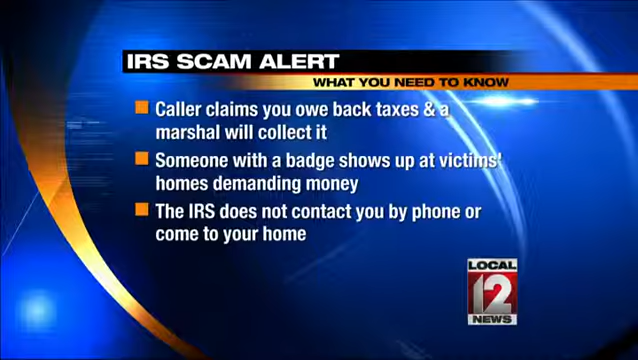 IRS SCAM ALERT
WHAT YOU NEED TO KNOW
Caller claims you owe back taxes & a
marshal will collect it
Someone with a badge shows up at victims'
homes demanding money
The IRS does not contact you by phone or
come to your home
LOCAL
12
NEWS